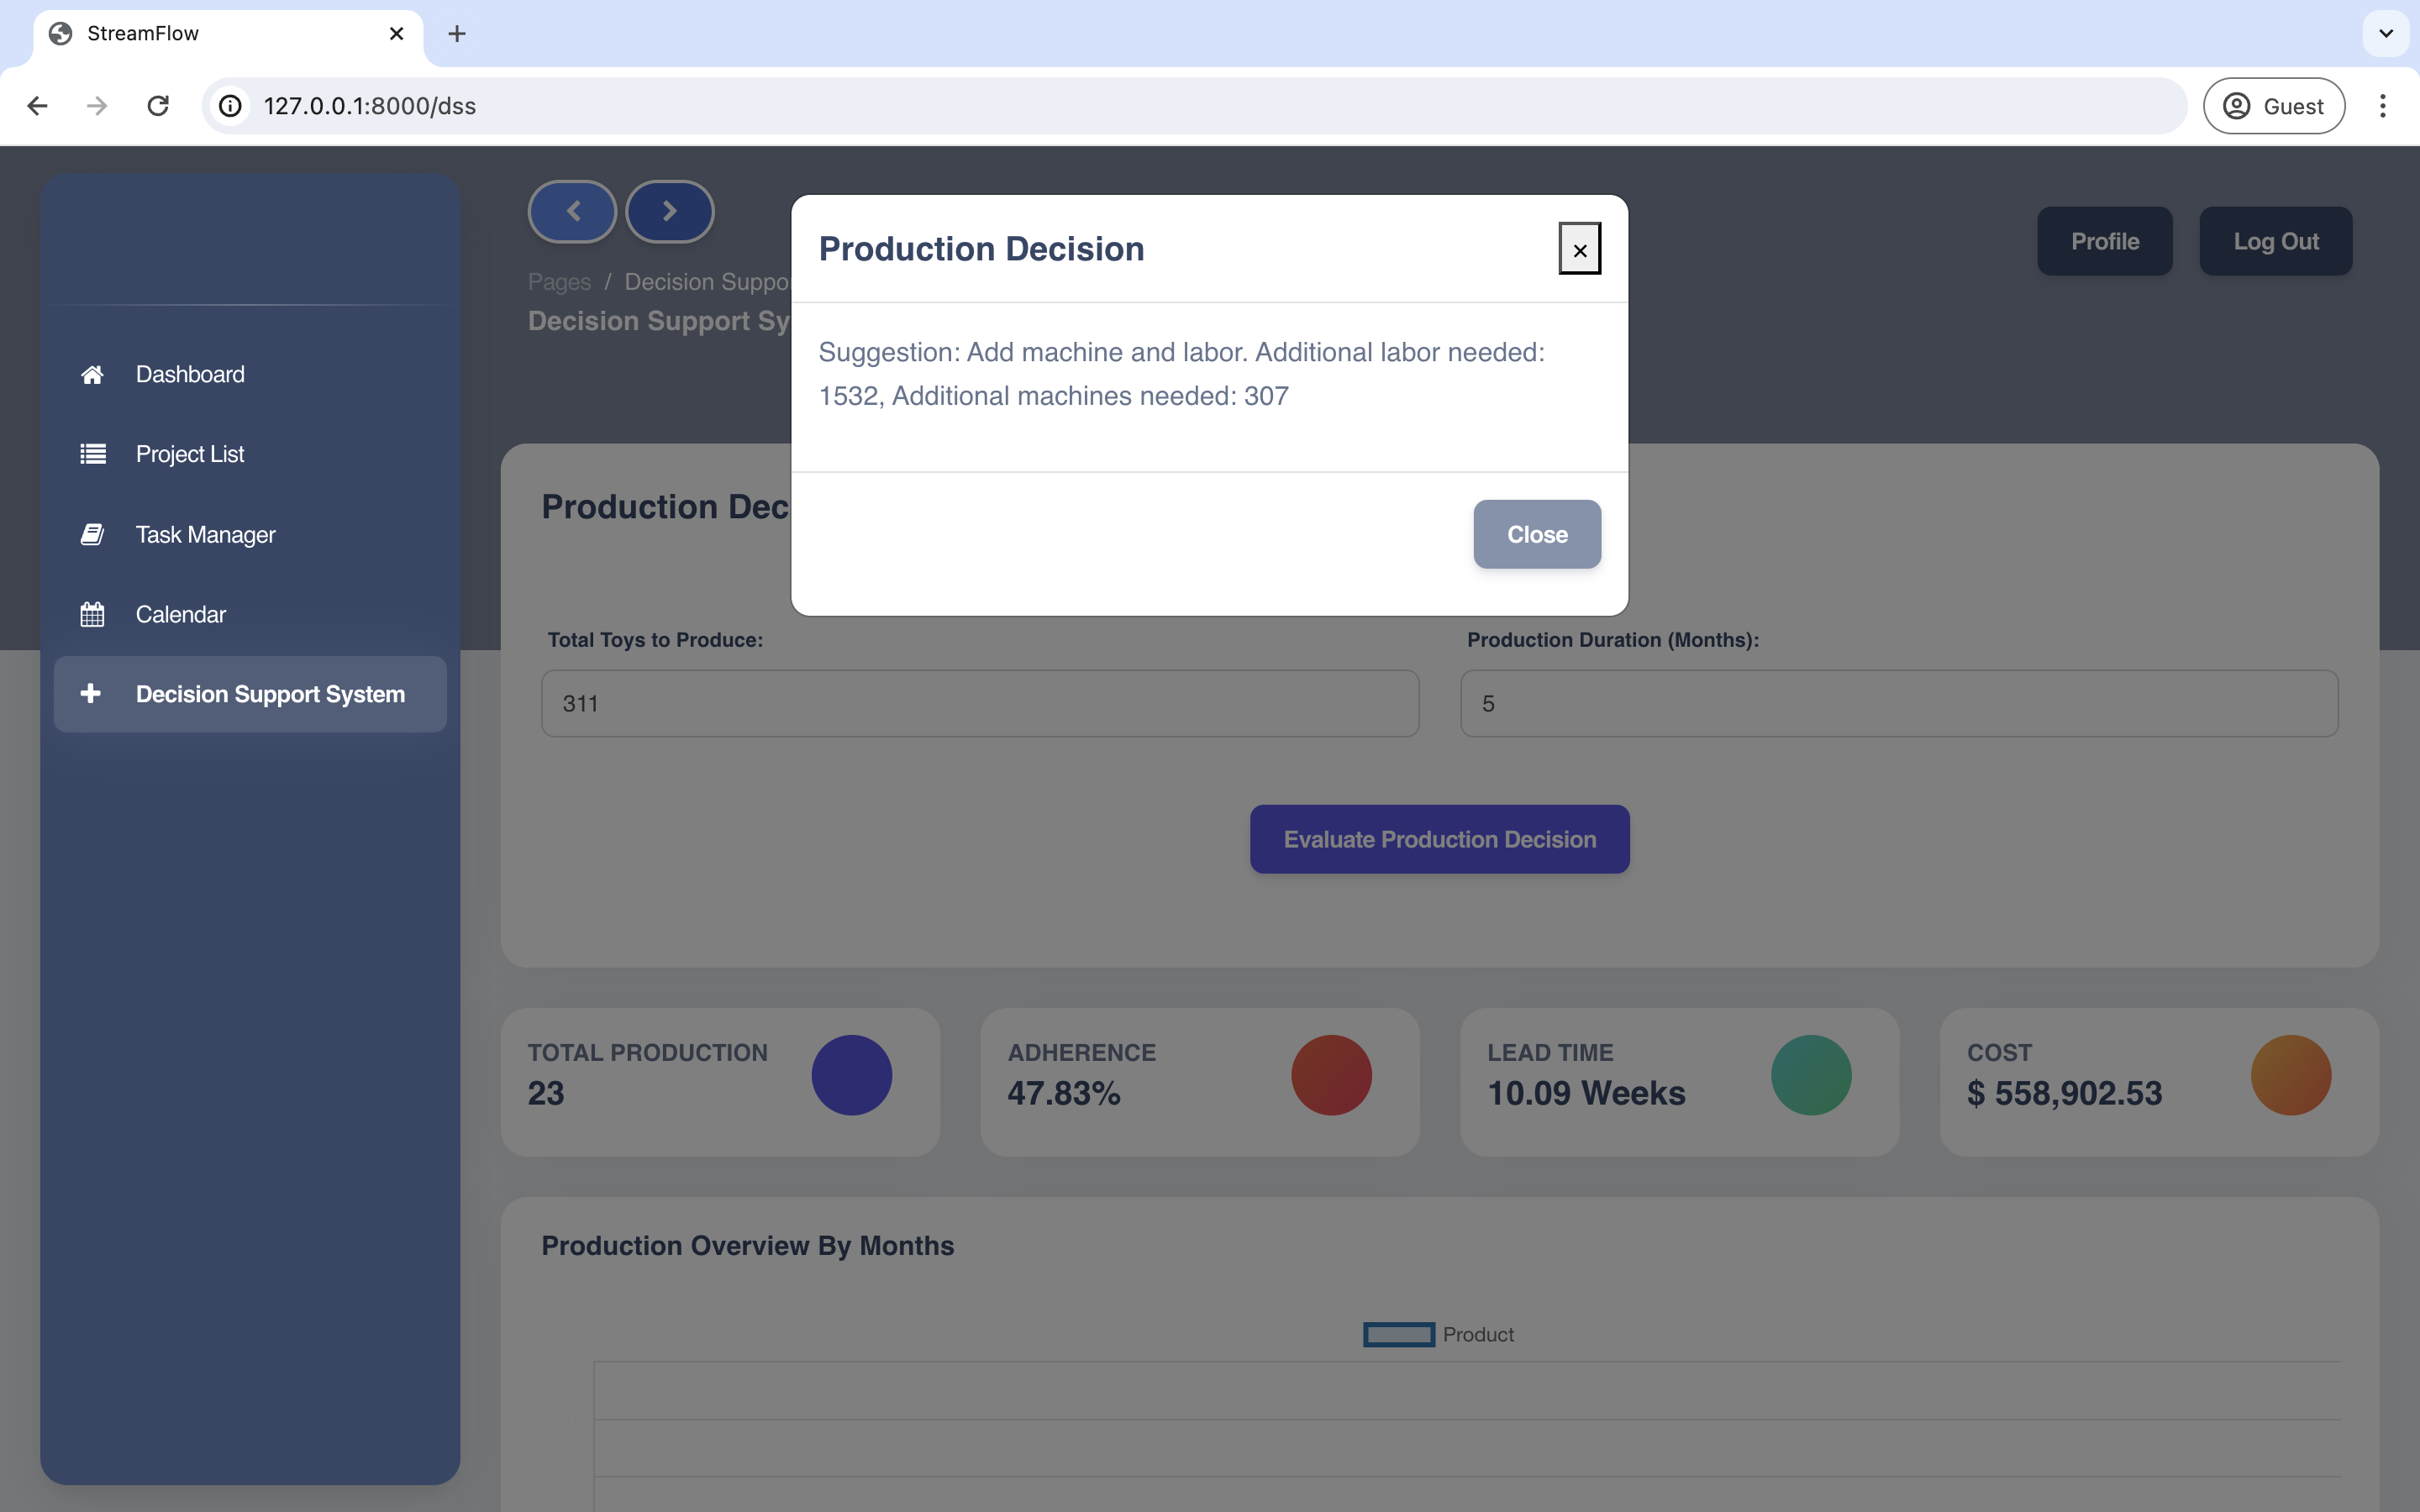 StreamFlow
127.0.0.1:8000/dss
Guest
Dashboard
Project List
Task Manager
Calendar
Decision Support System
Pages / Decision Suppo
Decision Support Sy
Profile
Log Out
Production Decision
×
Suggestion: Add machine and labor. Additional labor needed:
1532, Additional machines needed: 307
Close
Production Dec
Total Toys to Produce:
Production Duration (Months):
311
5
Evaluate Production Decision
TOTAL PRODUCTION
23
ADHERENCE
47.83%
LEAD TIME
10.09 Weeks
COST
$ 558,902.53
Production Overview By Months
Product